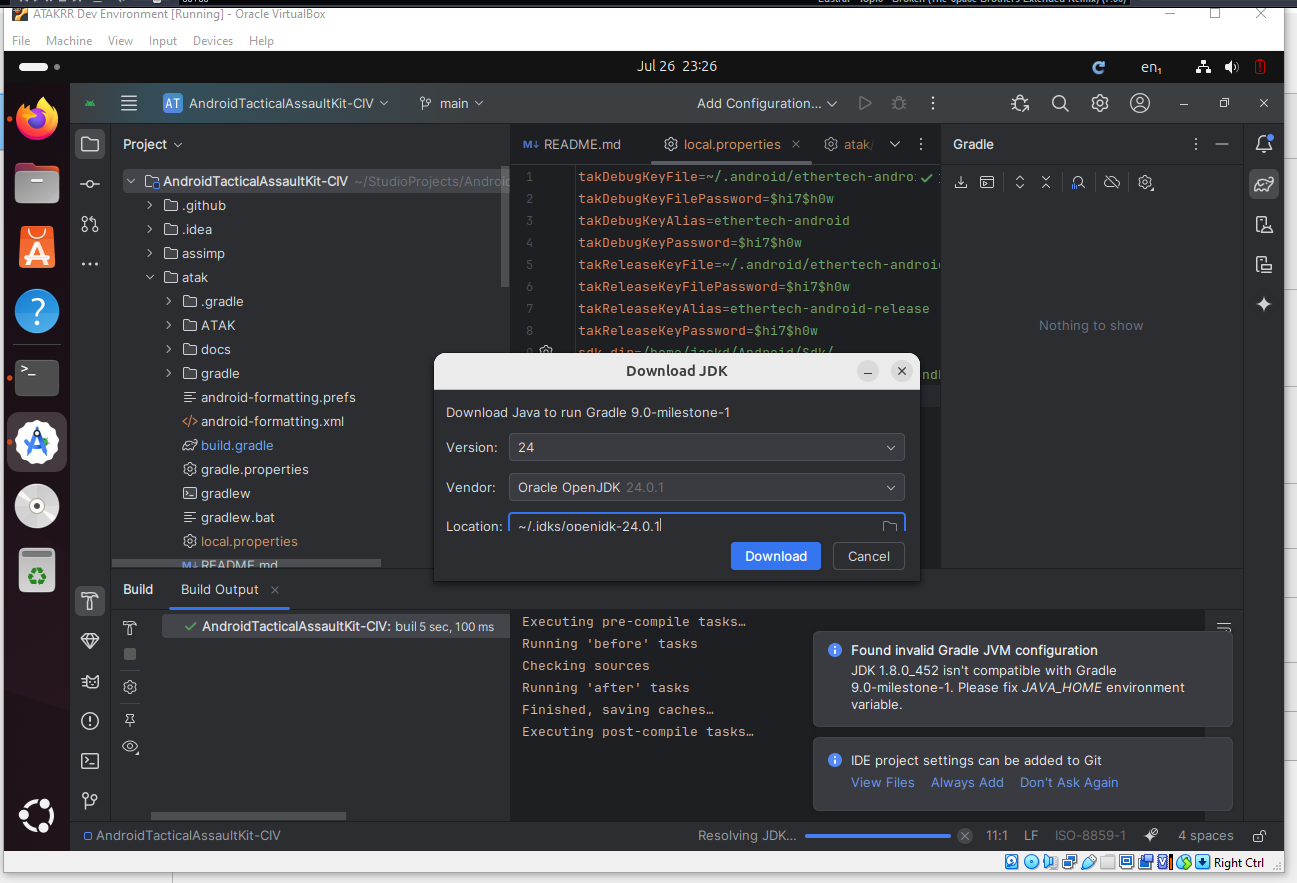 ATAKRR Dev Environment [Running] - Oracle VirtualBox
File Machine View Input Devices Help
Jul 26 23:26
en₁
AT AndroidTacticalAssaultKit-CIV
main
Add Configuration...
Project
AndroidTacticalAssaultKit-CIV ~/StudioProjects/Androi
.github
.idea
assimp
atak
.gradle
ATAK
docs
gradle
android-formatting.prefs
android-formatting.xml
build.gradle
gradle.properties
gradlew
gradlew.bat
local.properties
README.md
README.md
local.properties
atak/
1 takDebugKeyFile=~/.android/ethertech-andro
2 takDebugKeyFilePassword=$hi7$h0w
3 takDebugKeyAlias=ethertech-android
4 takDebugKeyPassword=$hi7$h0w
5 takReleaseKeyFile=~/.android/ethertech-androi
6 takReleaseKeyFilePassword=$hi7$h0w
7 takReleaseKeyAlias=ethertech-android-release
8 takReleaseKeyPassword=$hi7$h0w
Gradle
Nothing to show
Download JDK
Download Java to run Gradle 9.0-milestone-1
Version: 24
Vendor: Oracle OpenJDK 24.0.1
Location: ~/.jdks/openjdk-24.0.1
Download
Cancel
Build
Build Output
AndroidTacticalAssaultKit-CIV: buil 5 sec, 100 ms
Executing pre-compile tasks…
Running 'before' tasks
Checking sources
Running 'after' tasks
Finished, saving caches…
Executing post-compile tasks…
Found invalid Gradle JVM configuration
JDK 1.8.0_452 isn't compatible with Gradle
9.0-milestone-1. Please fix JAVA_HOME environment
variable.
IDE project settings can be added to Git
View Files Always Add Don't Ask Again
AndroidTacticalAssaultKit-CIV
Resolving JDK...
11:1 LF ISO-8859-1 4 spaces
Right Ctrl